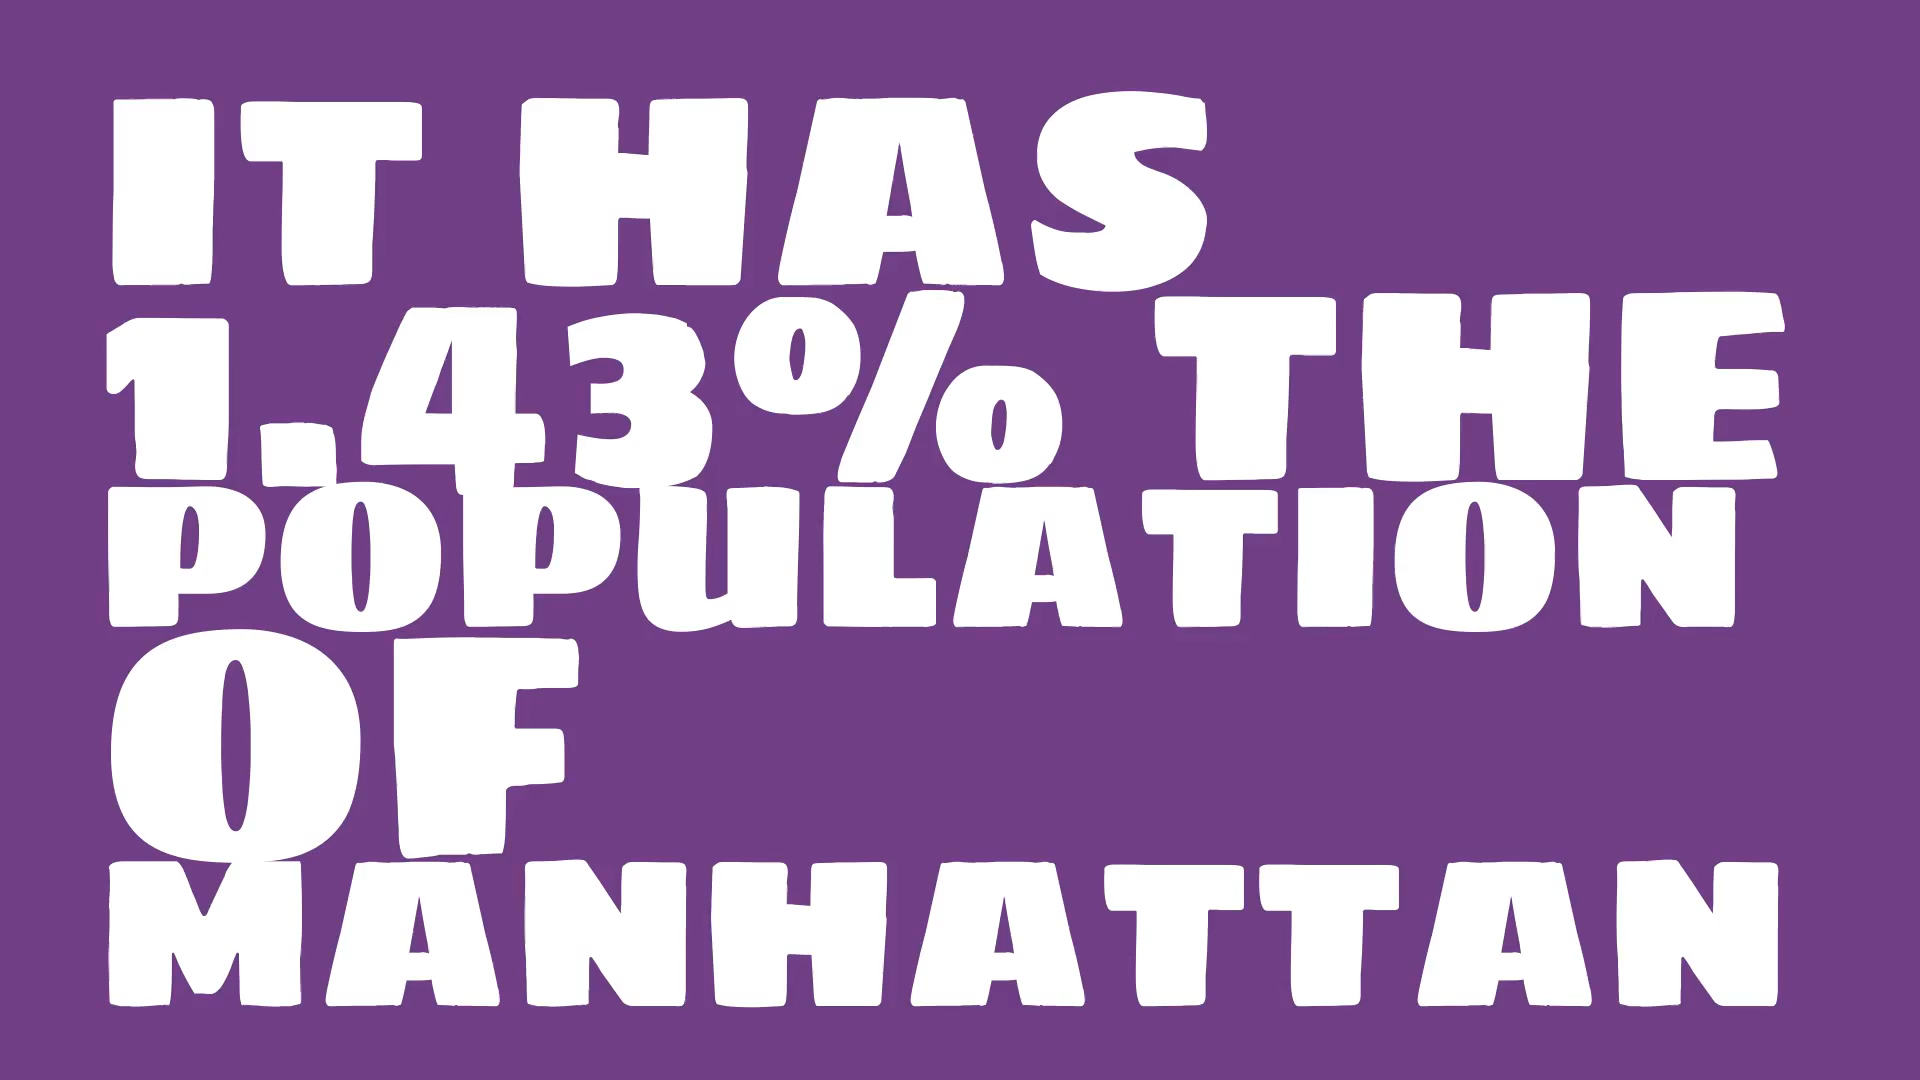 IT HAS
1.43% THE
POPULATION
OF
MANHATTAN